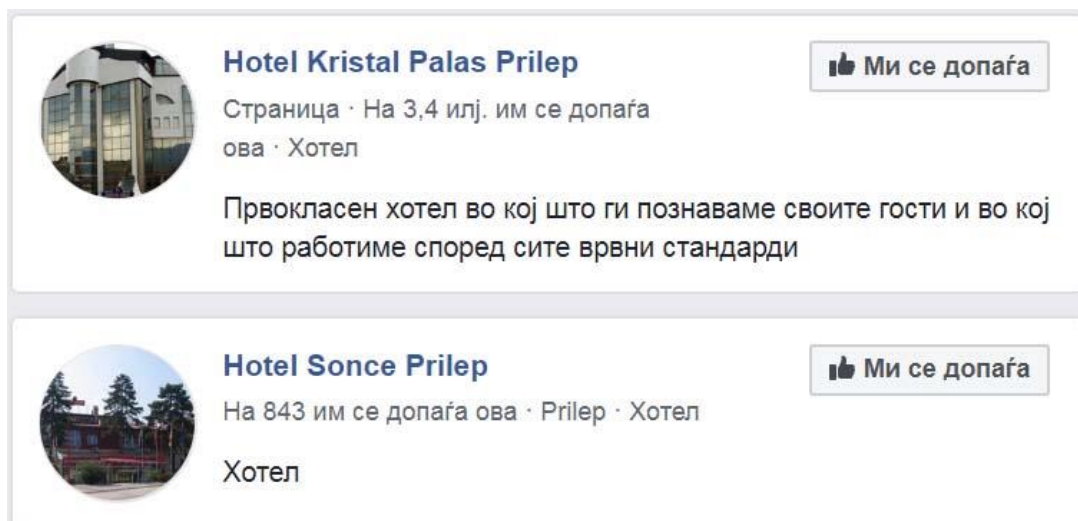 Hotel Kristal Palas Prilep
Ми се допаѓа
Страница · На 3,4 илј. им се допаѓа
ова · Хотел
Првокласен хотел во кој што ги познаваме своите гости и во кој
што работиме според сите врвни стандарди
Hotel Sonce Prilep
Ми се допаѓа
На 843 им се допаѓа ова · Prilep · Хотел
Хотел